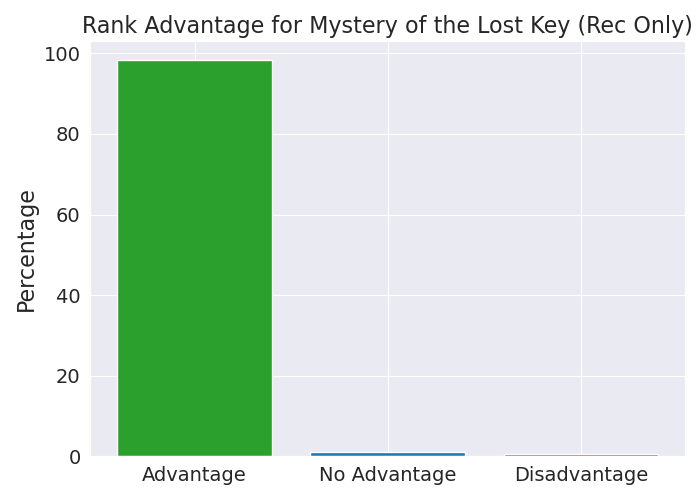 Rank Advantage for Mystery of the Lost Key (Rec Only)
Percentage
100
80
60
40
20
0
Advantage
No Advantage
Disadvantage